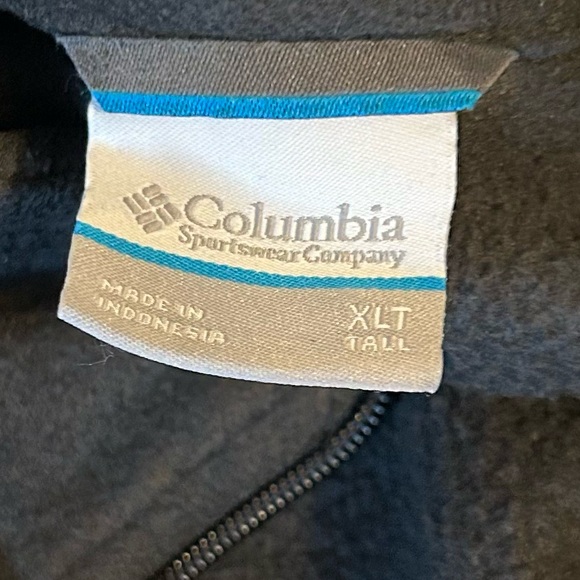 Columbia
Sportswear Company
MADE IN
INDONESIA
XLT
TALL